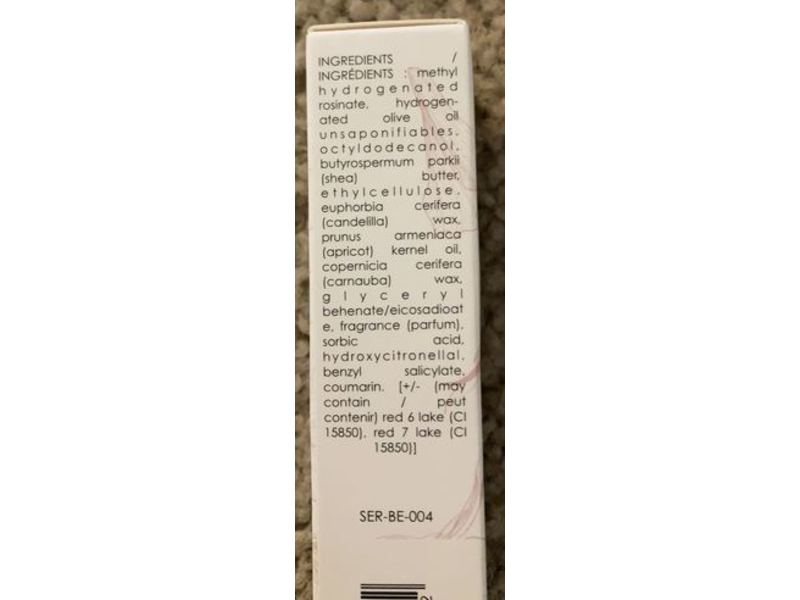 INGREDIENTS /
INGRÉDIENTS : methyl
hydrogenated
rosinate, hydrogen-
ated olive oil
unsaponifiables,
octyldodecanol,
butyrospermum parkii
(shea) butter,
ethylcellulose,
euphorbia cerifera
(candelilla) wax,
prunus armeniaca
(apricot) kernel oil,
copernicia cerifera
(carnauba) wax,
glyceryl
behenate/eicosadioat
e, fragrance (parfum),
sorbic acid,
hydroxycitronellal,
benzyl salicylate,
coumarin. [+/- (may
contain / peut
contenir) red 6 lake (CI
15850), red 7 lake (CI
15850)]
SER-BE-004